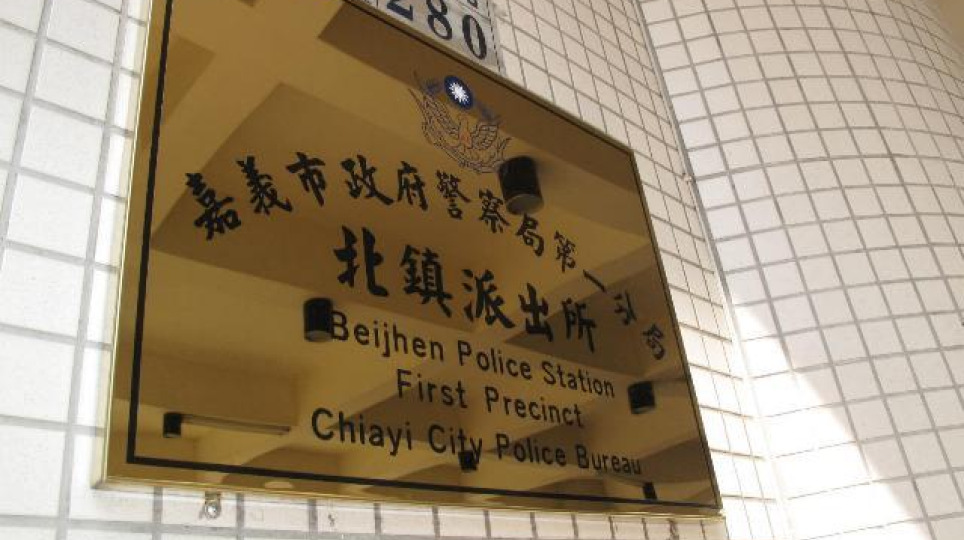 280
嘉義市政府警察局第一分局
北鎮派出所
Beijhen Police Station
First Precinct
Chiayi City Police Bureau